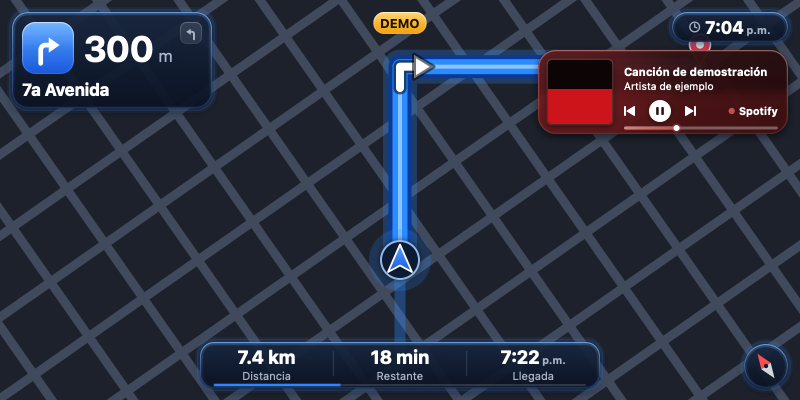 300 m
7a Avenida
DEMO
7:04 p.m.
Canción de demostración
Artista de ejemplo
Spotify
7.4 km
Distancia
18 min
Restante
7:22 p.m.
Llegada